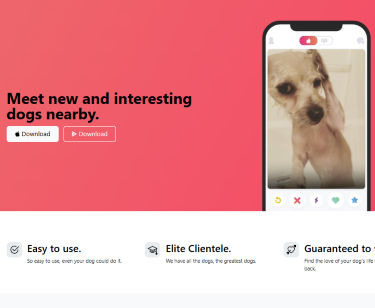 Meet new and interesting
dogs nearby.
Download
Download
Easy to use.
So easy to use, even your dog could do it.
Elite Clientele.
We have all the dogs, the greatest dogs.
Guaranteed to
Find the love of your dog's life
back.